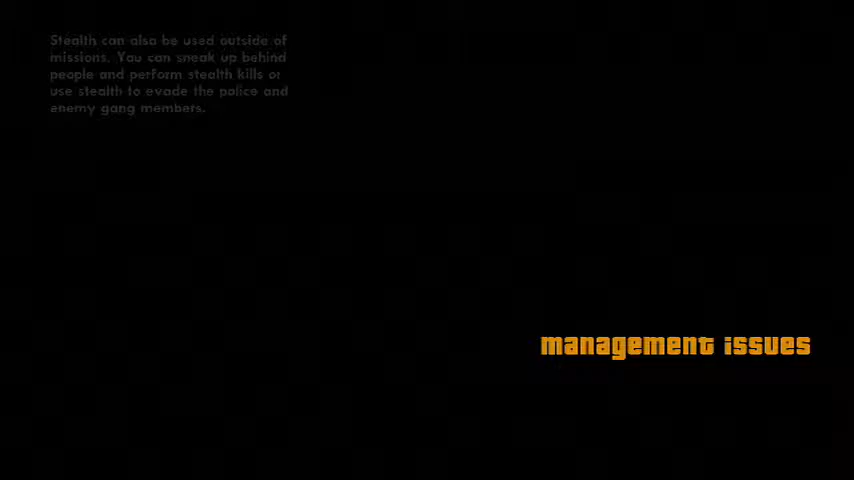 Stealth can also be used outside of
missions. You can sneak up behind
people and perform stealth kills or
use stealth to evade the police and
enemy gang members.
management issues